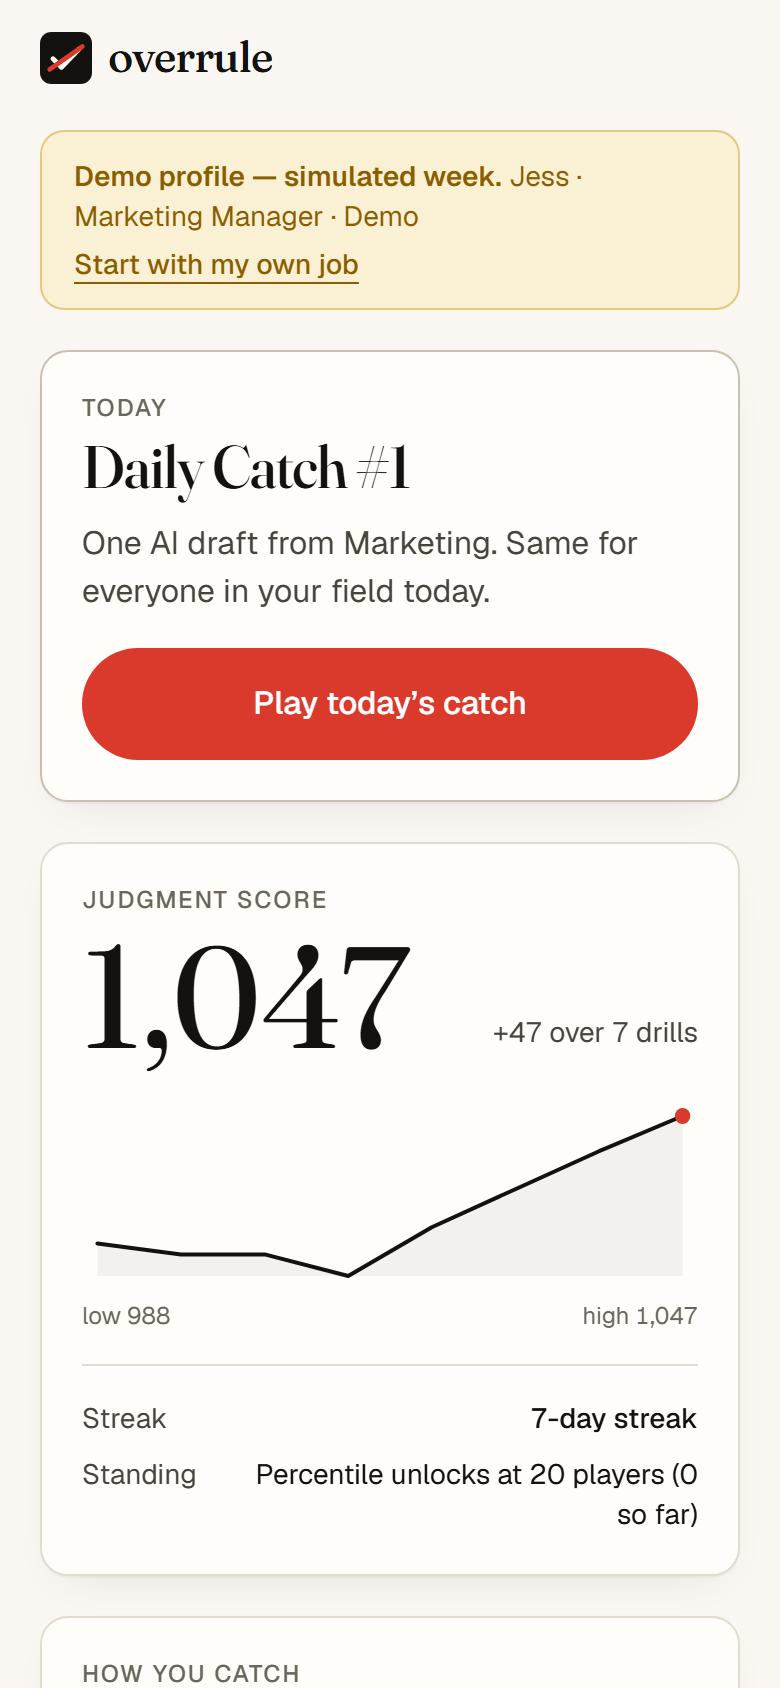 overrule
Demo profile — simulated week. Jess ·
Marketing Manager · Demo
Start with my own job
TODAY
Daily Catch #1
One AI draft from Marketing. Same for
everyone in your field today.
Play today’s catch
JUDGMENT SCORE
1,047
+47 over 7 drills
low 988
high 1,047
Streak
7-day streak
Standing
Percentile unlocks at 20 players (0
so far)
HOW YOU CATCH